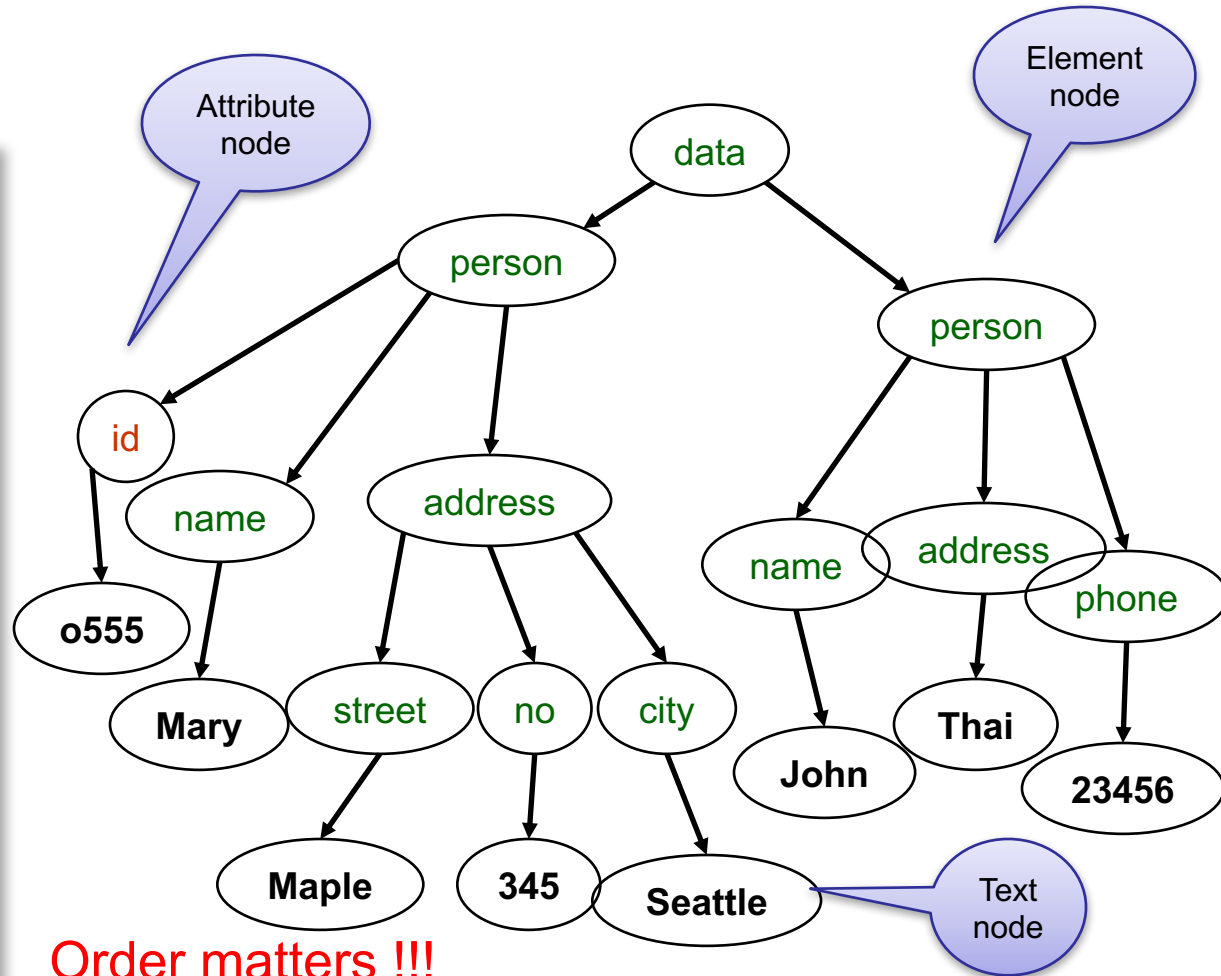 Element
node
Attribute
node
data
person
person
id
name
address
name
address
phone
o555
Mary
street
no
city
John
Thai
23456
Maple
345
Seattle
Text
node
Order matters !!!